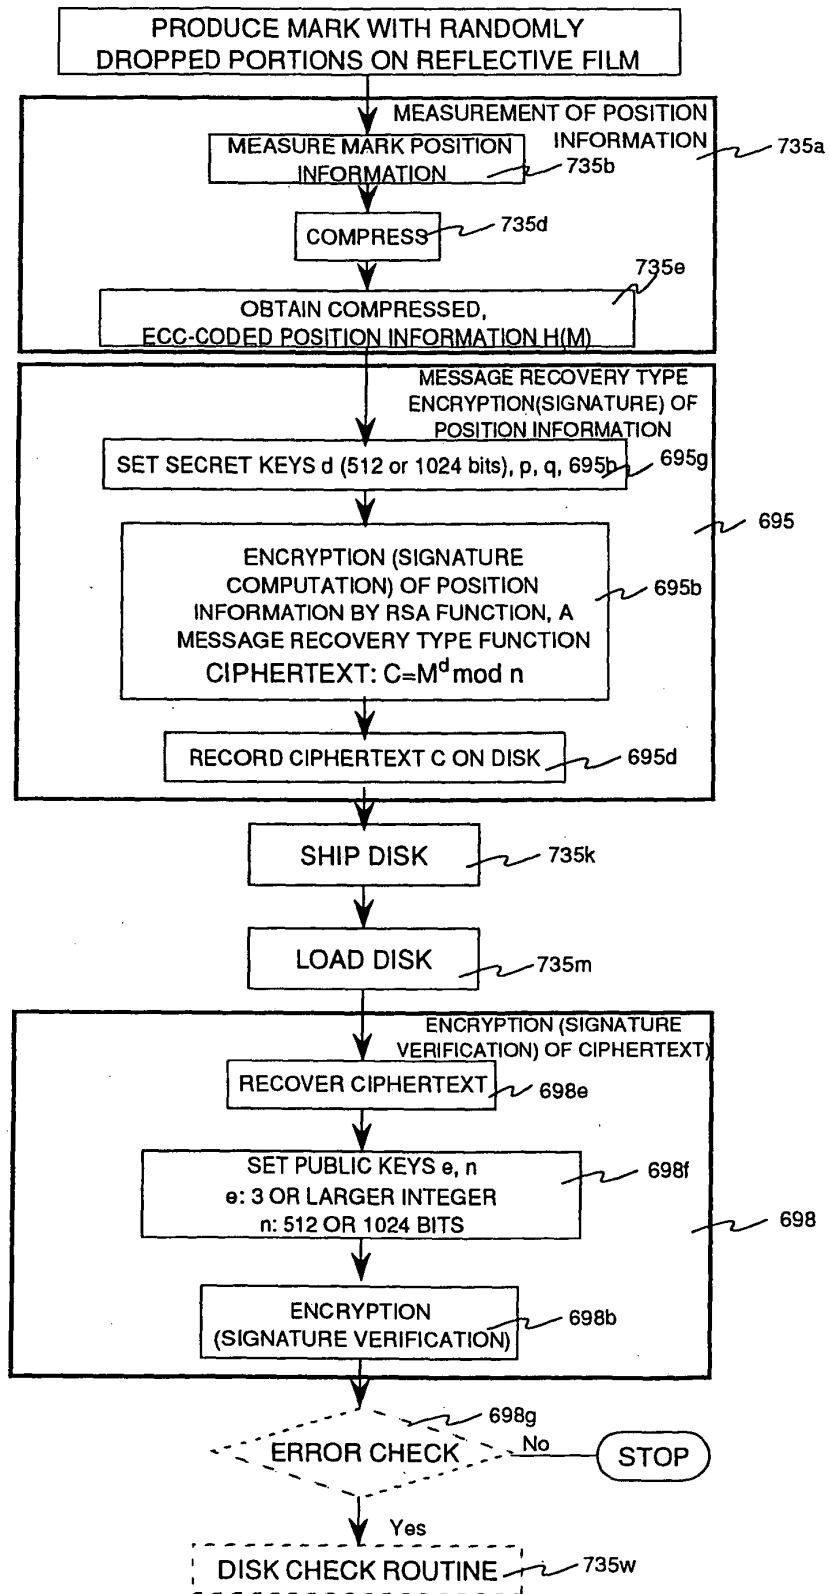 PRODUCE MARK WITH RANDOMLY
DROPPED PORTIONS ON REFLECTIVE FILM
MEASUREMENT OF POSITION
INFORMATION
735a
MEASURE MARK POSITION
INFORMATION
735b
COMPRESS
735d
735e
OBTAIN COMPRESSED,
ECC-CODED POSITION INFORMATION H(M)
MESSAGE RECOVERY TYPE
ENCRYPTION(SIGNATURE) OF
POSITION INFORMATION
SET SECRET KEYS d (512 or 1024 bits), p, q, 695b
695g
695
ENCRYPTION (SIGNATURE
COMPUTATION) OF POSITION
INFORMATION BY RSA FUNCTION, A
MESSAGE RECOVERY TYPE FUNCTION
CIPHERTEXT: C=M^d mod n
695b
RECORD CIPHERTEXT C ON DISK
695d
SHIP DISK
735k
LOAD DISK
735m
ENCRYPTION (SIGNATURE
VERIFICATION) OF CIPHERTEXT)
RECOVER CIPHERTEXT
698e
SET PUBLIC KEYS e, n
e: 3 OR LARGER INTEGER
n: 512 OR 1024 BITS
698f
698
ENCRYPTION
(SIGNATURE VERIFICATION)
698b
698g
ERROR CHECK
No
STOP
Yes
DISK CHECK ROUTINE
735w